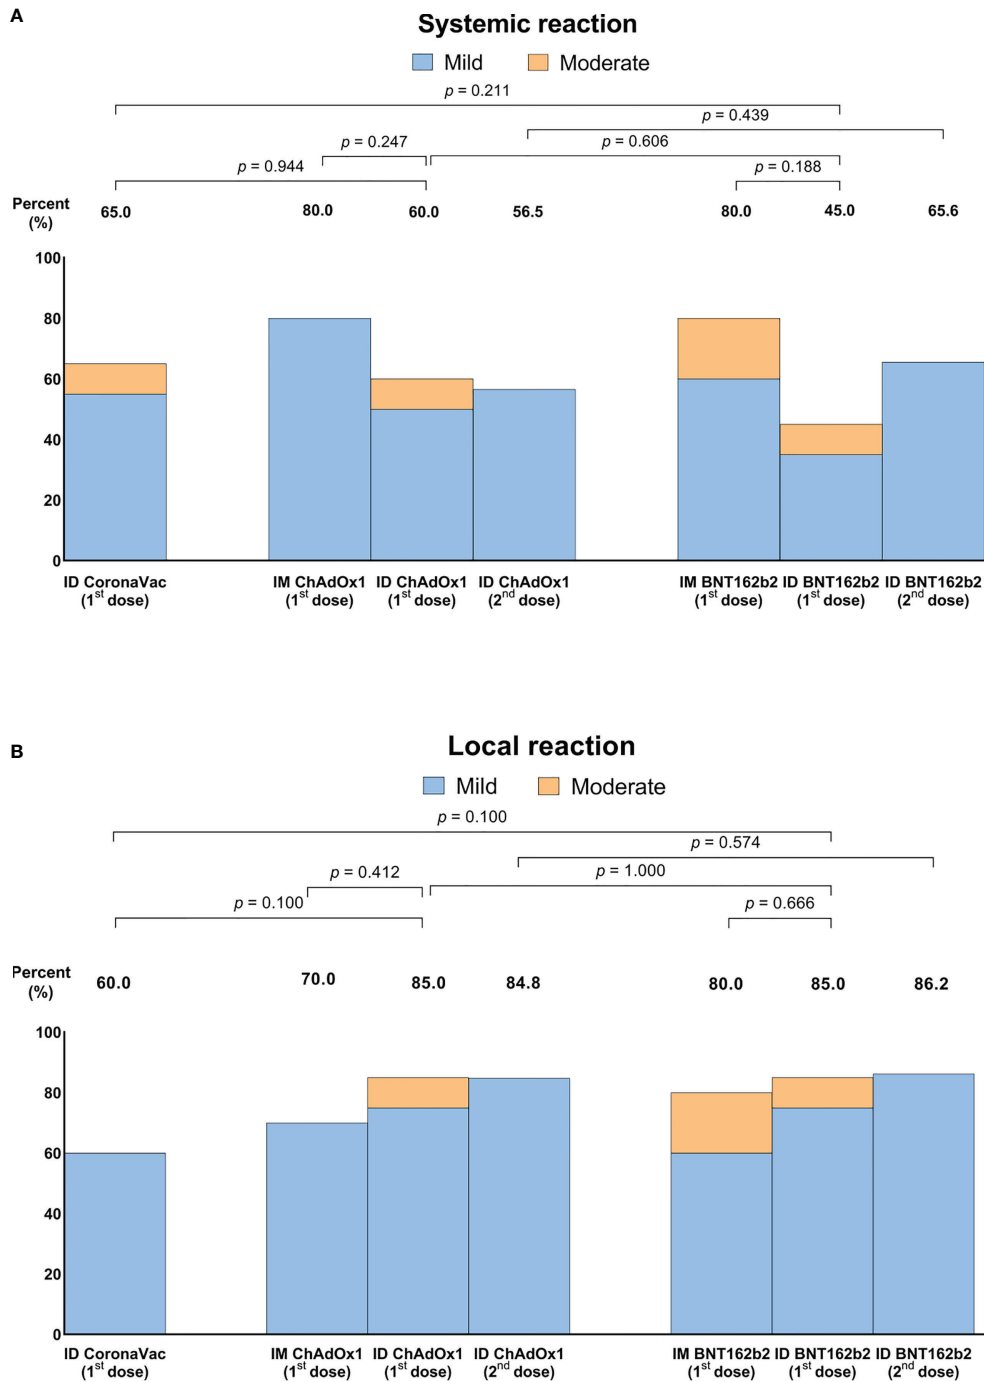 A
Systemic reaction
Mild Moderate
p = 0.211
p = 0.439
p = 0.247 p = 0.606
p = 0.944 p = 0.188
Percent (%) 65.0 80.0 60.0 56.5 80.0 45.0 65.6
100
80
60
40
20
0
ID CoronaVac IM ChAdOx1 ID ChAdOx1 ID ChAdOx1 IM BNT162b2 ID BNT162b2 ID BNT162b2
(1st dose) (1st dose) (1st dose) (2nd dose) (1st dose) (1st dose) (2nd dose)
B
Local reaction
Mild Moderate
p = 0.100
p = 0.574
p = 0.412 p = 1.000
p = 0.100 p = 0.666
Percent (%) 60.0 70.0 85.0 84.8 80.0 85.0 86.2
100
80
60
40
20
0
ID CoronaVac IM ChAdOx1 ID ChAdOx1 ID ChAdOx1 IM BNT162b2 ID BNT162b2 ID BNT162b2
(1st dose) (1st dose) (1st dose) (2nd dose) (1st dose) (1st dose) (2nd dose)